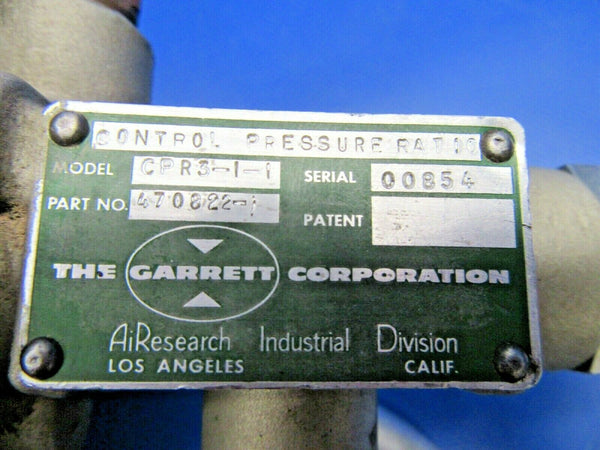 CONTROL PRESSURE RATIO
MODEL CPR3-1-1 SERIAL 00854
PART NO. 470822-1 PATENT
THE GARRETT CORPORATION
AiResearch Industrial Division
LOS ANGELES CALIF.